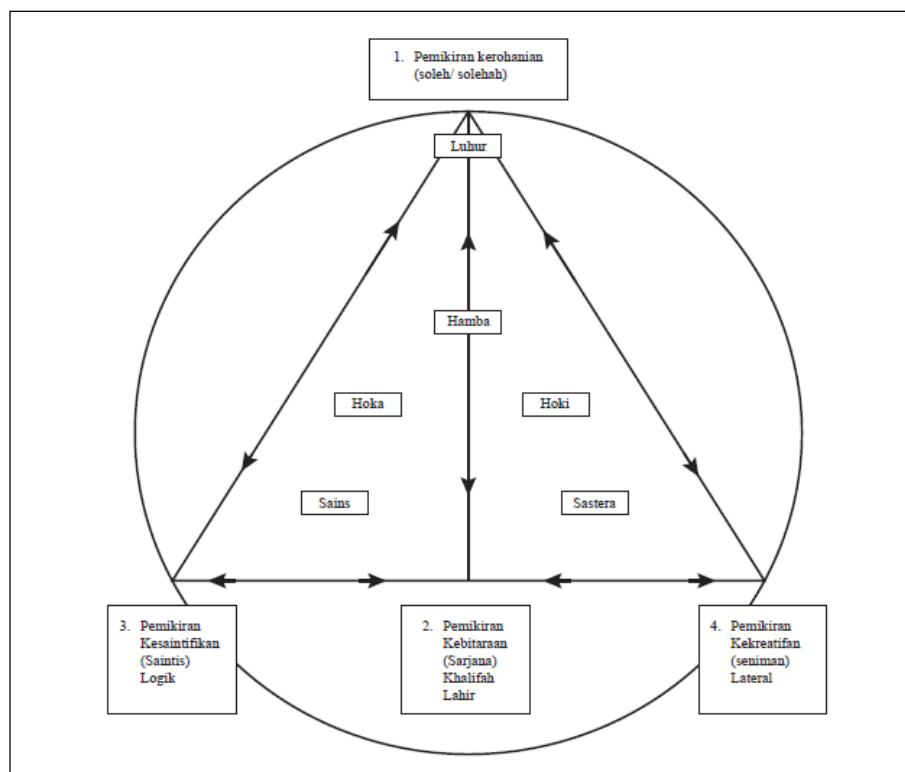 1. Pemikiran kerohanian
(soleh/ solehah)
Luhur
Hamba
Hoka
Hoki
Sains
Sastera
3. Pemikiran
Kesaintifikan
(Saintis)
Logik
2. Pemikiran
Kebitaraan
(Sarjana)
Khalifah
Lahir
4. Pemikiran
Kekreatifan
(seniman)
Lateral